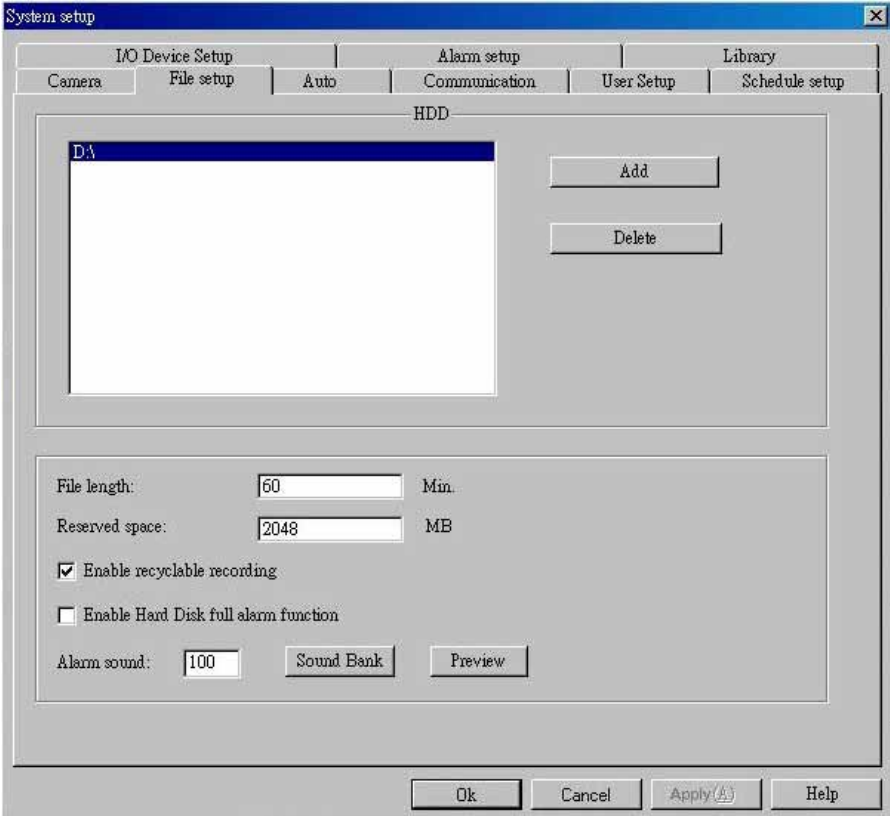 System setup
I/O Device Setup Alarm setup Library
Camera File setup Auto Communication User Setup Schedule setup
HDD
D:\
Add
Delete
File length: 60 Min.
Reserved space: 2048 MB
Enable recyclable recording
Enable Hard Disk full alarm function
Alarm sound: 100 Sound Bank Preview
Ok Cancel Apply(A) Help